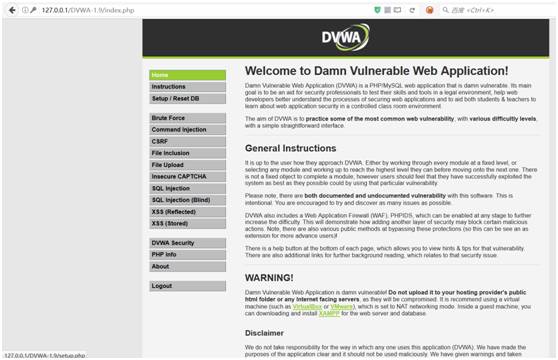 127.0.0.1/DVWA-1.9/index.php
百度 <Ctrl+K>
DVWA
Home
Instructions
Setup / Reset DB
Brute Force
Command Injection
CSRF
File Inclusion
File Upload
Insecure CAPTCHA
SQL Injection
SQL Injection (Blind)
XSS (Reflected)
XSS (Stored)
DVWA Security
PHP Info
About
Logout
Welcome to Damn Vulnerable Web Application!
Damn Vulnerable Web Application (DVWA) is a PHP/MySQL web application that is damn vulnerable. Its main
goal is to be an aid for security professionals to test their skills and tools in a legal environment, help web
developers better understand the processes of securing web applications and to aid both students & teachers to
learn about web application security in a controlled class room environment.
The aim of DVWA is to practice some of the most common web vulnerability, with various difficultly levels,
with a simple straightforward interface.
General Instructions
It is up to the user how they approach DVWA. Either by working through every module at a fixed level, or
selecting any module and working up to reach the highest level they can before moving onto the next one. There
is not a fixed object to complete a module; however users should feel that they have successfully exploited the
system as best as they possible could by using that particular vulnerability.
Please note, there are both documented and undocumented vulnerability with this software. This is
intentional. You are encouraged to try and discover as many issues as possible.
DVWA also includes a Web Application Firewall (WAF), PHPIDS, which can be enabled at any stage to further
increase the difficulty. This will demonstrate how adding another layer of security may block certain malicious
actions. Note, there are also various public methods at bypassing these protections (so this can be seen as an
extension for more advance users)!
There is a help button at the bottom of each page, which allows you to view hints & tips for that vulnerability.
There are also additional links for further background reading, which relates to that security issue.
WARNING!
Damn Vulnerable Web Application is damn vulnerable! Do not upload it to your hosting provider's public
html folder or any Internet facing servers, as they will be compromised. It is recommend using a virtual
machine (such as VirtualBox or VMware), which is set to NAT networking mode. Inside a guest machine, you
can downloading and install XAMPP for the web server and database.
Disclaimer
We do not take responsibility for the way in which any one uses this application (DVWA). We have made the
purposes of the application clear and it should not be used maliciously. We have given warnings and taken
127.0.0.1/DVWA-1.9/setup.php